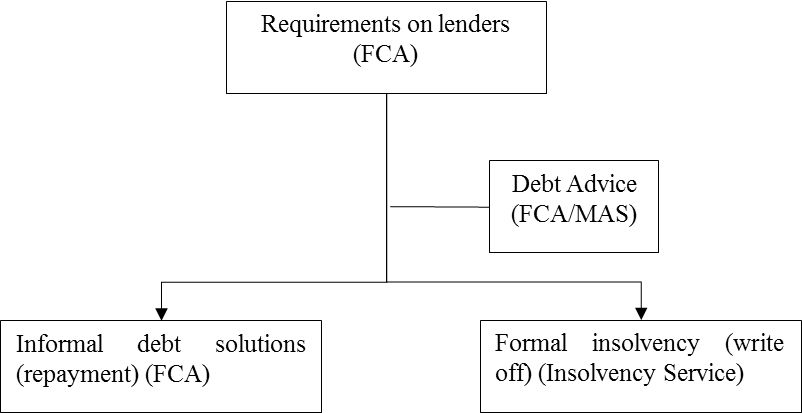 Requirements on lenders
(FCA)
Debt Advice
(FCA/MAS)
Informal debt solutions
(repayment) (FCA)
Formal insolvency (write
off) (Insolvency Service)